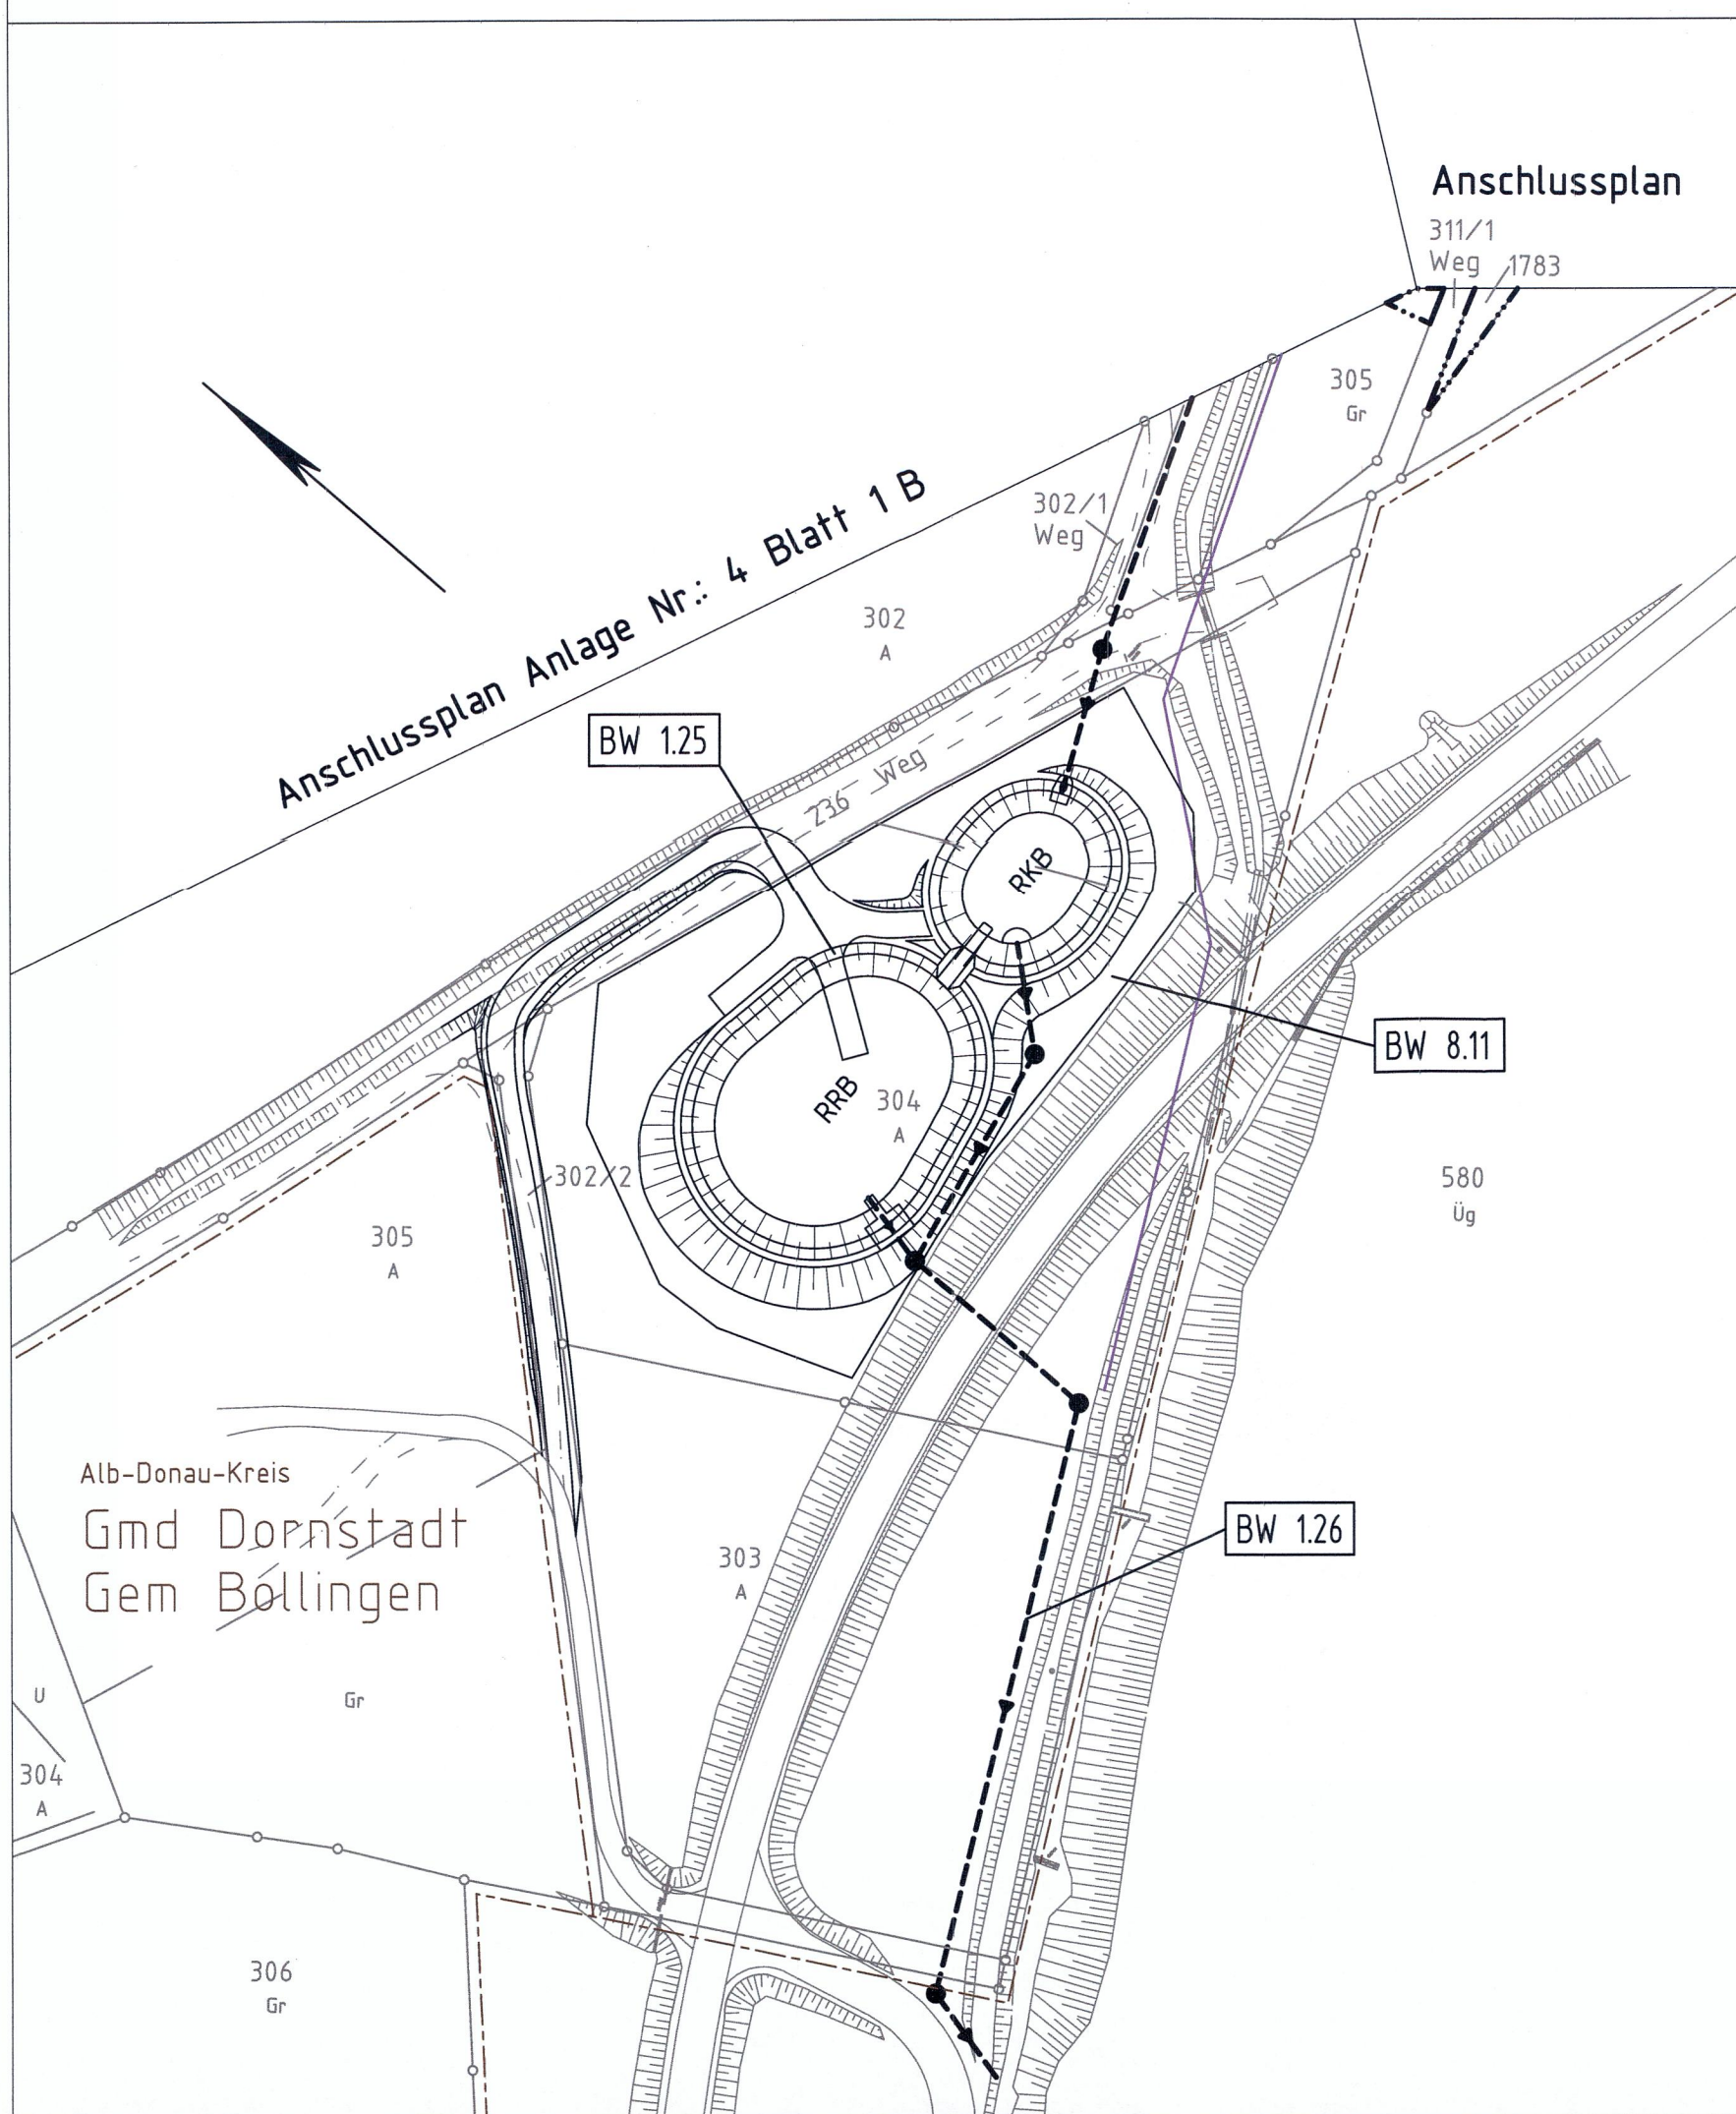 Anschlussplan
311/1
Weg
1783
305
Gr
Anschlussplan Anlage Nr.: 4 Blatt 1 B
302/1
Weg
302
A
BW 1.25
236 Weg
RKB
BW 8.11
RRB
304
A
302/2
580
Üg
305
A
Alb-Donau-Kreis
Gmd Dornstadt
Gem Bollingen
BW 1.26
303
A
U
Gr
304
A
306
Gr